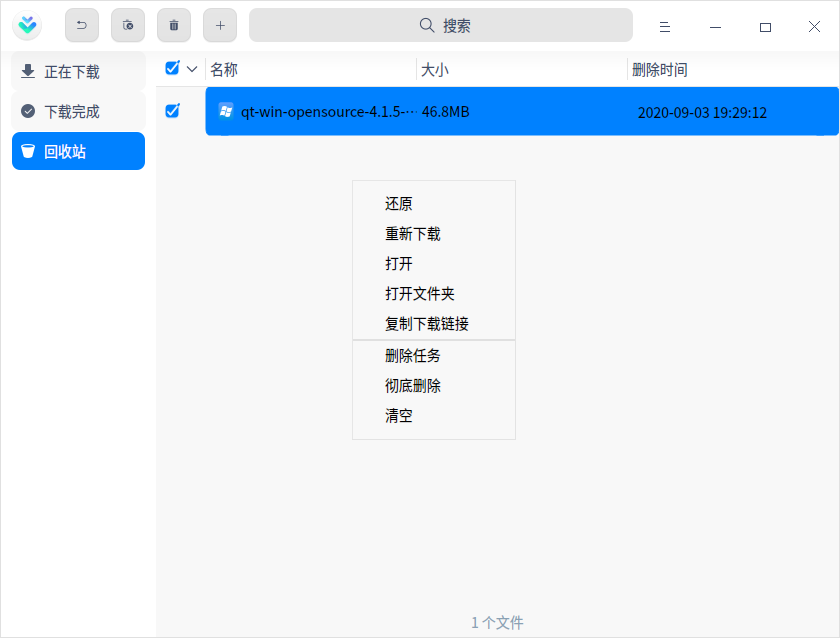 搜索
正在下载
下载完成
回收站
名称 大小 删除时间
qt-win-opensource-4.1.5-··· 46.8MB 2020-09-03 19:29:12
还原
重新下载
打开
打开文件夹
复制下载链接
删除任务
彻底删除
清空
1 个文件